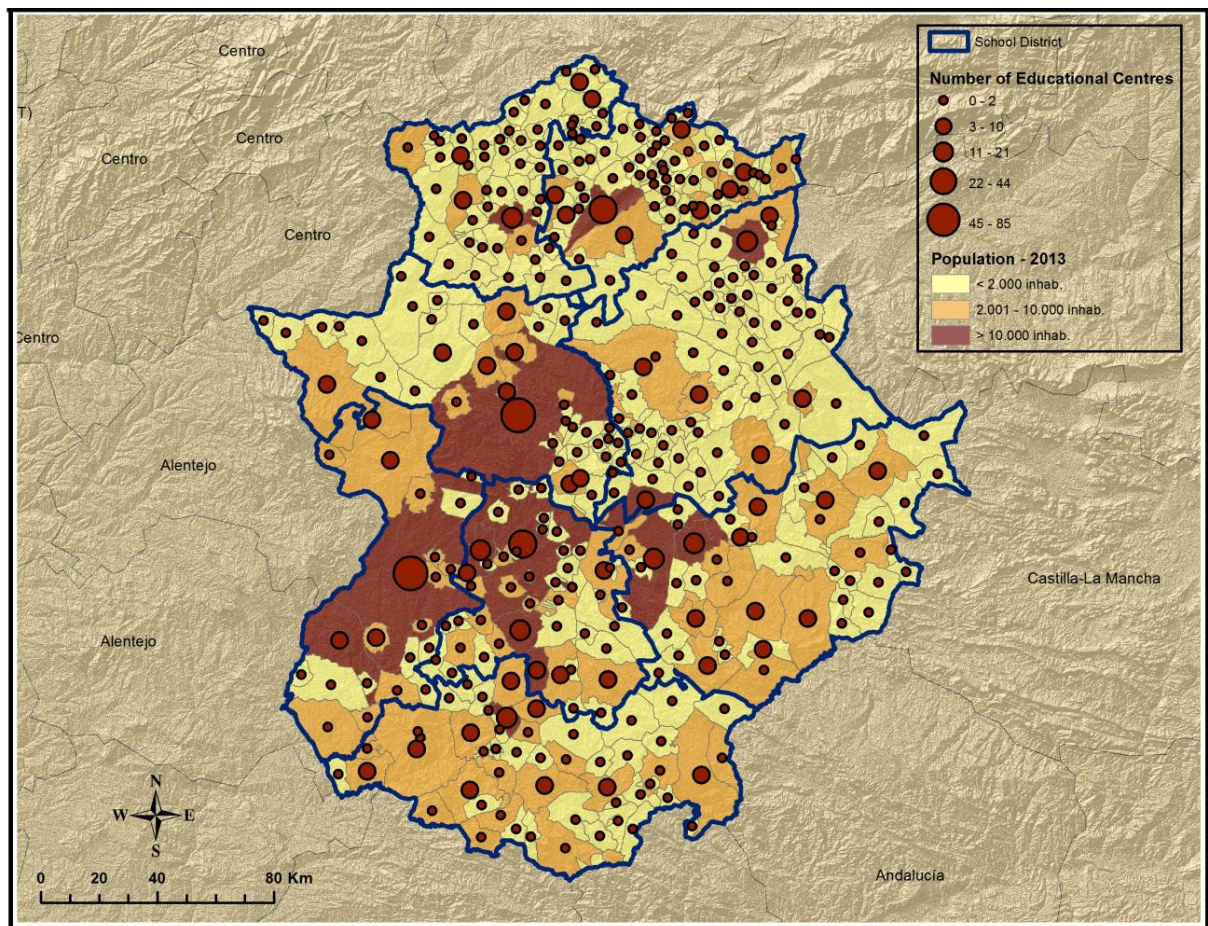 Centro
School District
Number of Educational Centres
0 - 2
3 - 10
11 - 21
22 - 44
45 - 85
Population - 2013
< 2.000 inhab.
2.001 - 10.000 inhab.
> 10.000 inhab.
T)
Centro
Centro
Centro
Centro
Alentejo
Castilla-La Mancha
Alentejo
Andalucía
N
W E
S
0 20 40 80 Km